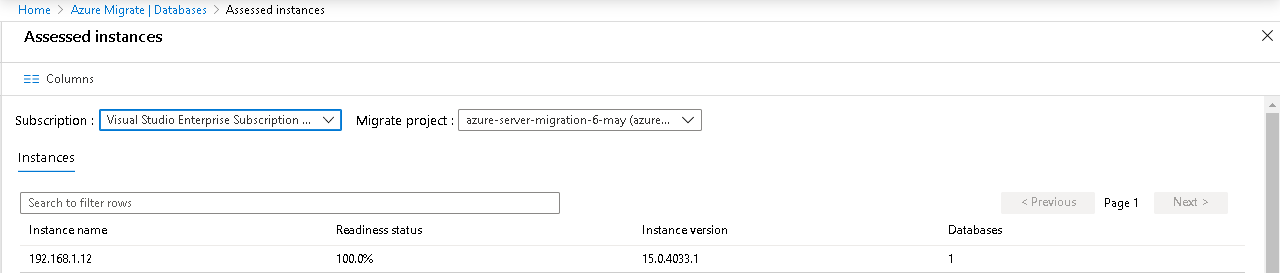 Home > Azure Migrate | Databases > Assessed instances
Assessed instances
Columns
Subscription : Visual Studio Enterprise Subscription ... Migrate project : azure-server-migration-6-may (azure...
Instances
Search to filter rows < Previous Page 1 Next >
Instance name Readiness status Instance version Databases
192.168.1.12 100.0% 15.0.4033.1 1